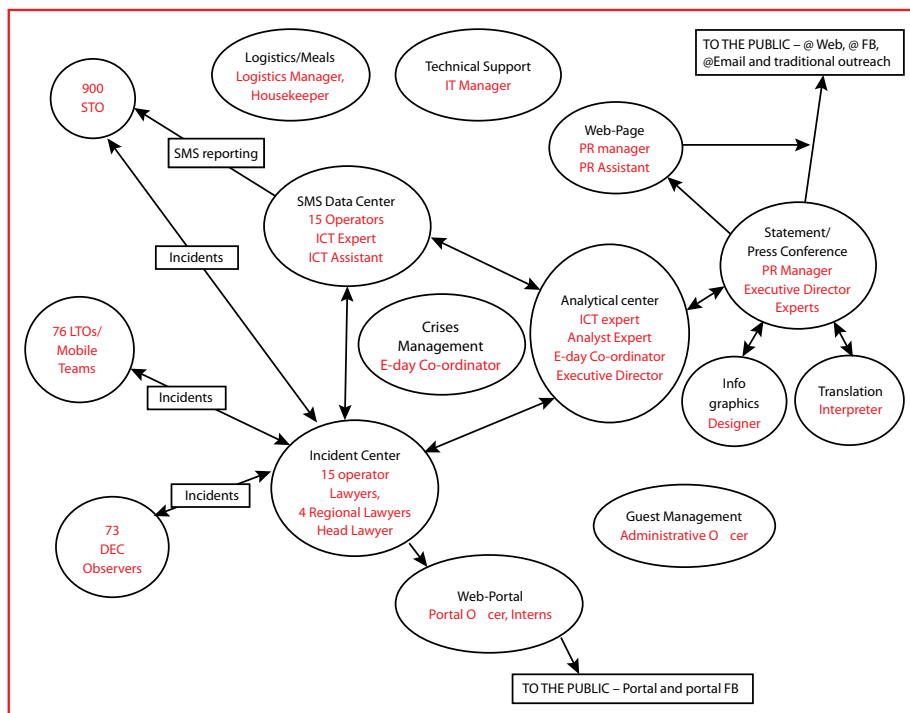 Logistics/Meals
Logistics Manager,
Housekeeper
Technical Support
IT Manager
TO THE PUBLIC – @ Web, @ FB,
@Email and traditional outreach
900
STO
SMS reporting
Web-Page
PR manager
PR Assistant
SMS Data Center
15 Operators
ICT Expert
ICT Assistant
Statement/
Press Conference
PR Manager
Executive Director
Experts
Incidents
Analytical center
ICT expert
Analyst Expert
E-day Co-ordinator
Executive Director
76 LTOs/
Mobile
Teams
Crises
Management
E-day Co-ordinator
Incidents
Info
graphics
Designer
Translation
Interpreter
Incident Center
15 operator
Lawyers,
4 Regional Lawyers
Head Lawyer
Incidents
73
DEC
Observers
Guest Management
Administrative O cer
Web-Portal
Portal O cer, Interns
TO THE PUBLIC – Portal and portal FB